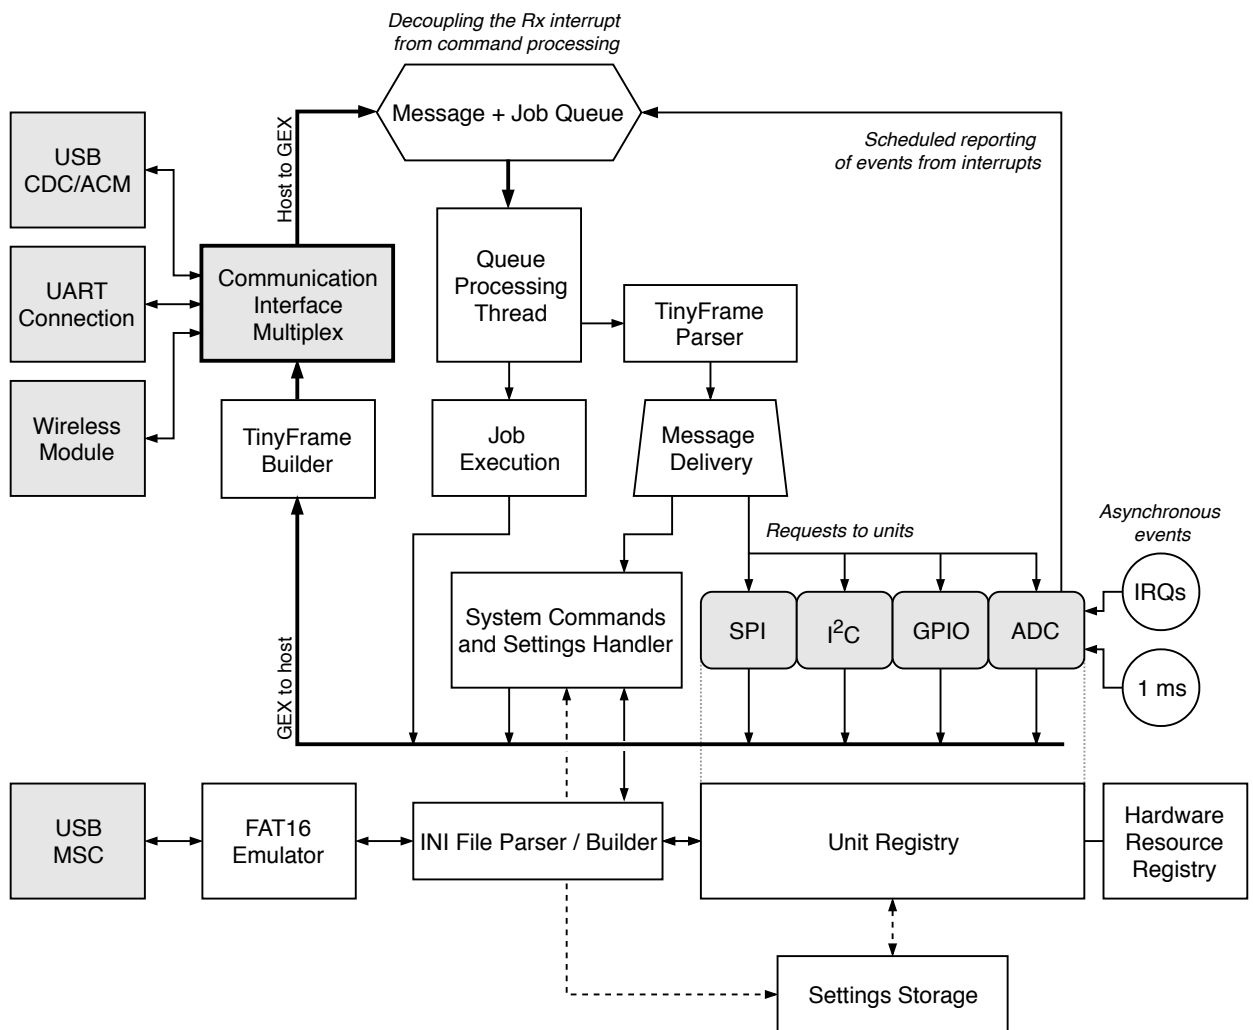 Decoupling the Rx interrupt
from command processing
Message + Job Queue
Scheduled reporting
of events from interrupts
USB
CDC/ACM
Host to GEX
UART
Connection
Communication
Interface
Multiplex
Queue
Processing
Thread
TinyFrame
Parser
Wireless
Module
TinyFrame
Builder
Job
Execution
Message
Delivery
Requests to units
Asynchronous
events
IRQs
1 ms
System Commands
and Settings Handler
SPI
I²C
GPIO
ADC
GEX to host
USB
MSC
FAT16
Emulator
INI File Parser / Builder
Unit Registry
Hardware
Resource
Registry
Settings Storage